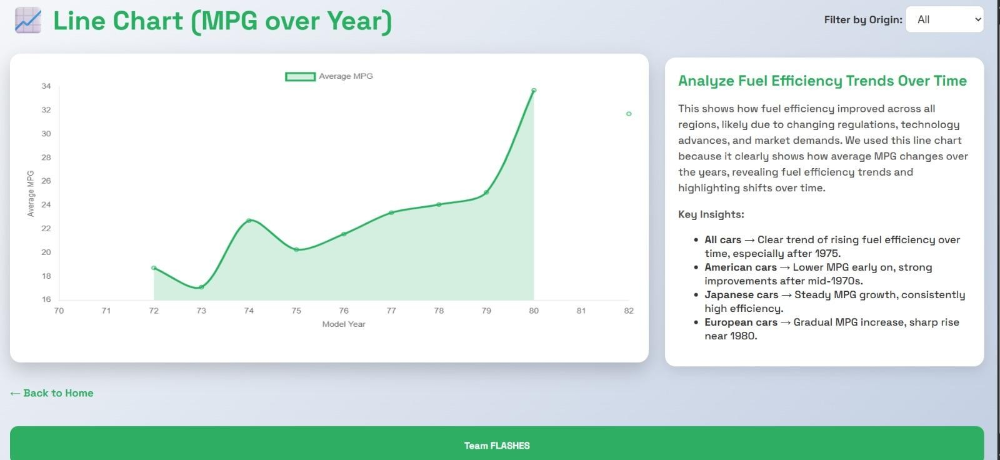 Line Chart (MPG over Year)
Filter by Origin: All
Average MPG
34
32
30
28
26
24
22
20
18
16
Average MPG
70 71 72 73 74 75 76 77 78 79 80 81 82
Model Year
Analyze Fuel Efficiency Trends Over Time
This shows how fuel efficiency improved across all
regions, likely due to changing regulations, technology
advances, and market demands. We used this line chart
because it clearly shows how average MPG changes over
the years, revealing fuel efficiency trends and
highlighting shifts over time.
Key Insights:
• All cars → Clear trend of rising fuel efficiency over
time, especially after 1975.
• American cars → Lower MPG early on, strong
improvements after mid-1970s.
• Japanese cars → Steady MPG growth, consistently
high efficiency.
• European cars → Gradual MPG increase, sharp rise
near 1980.
← Back to Home
Team FLASHES